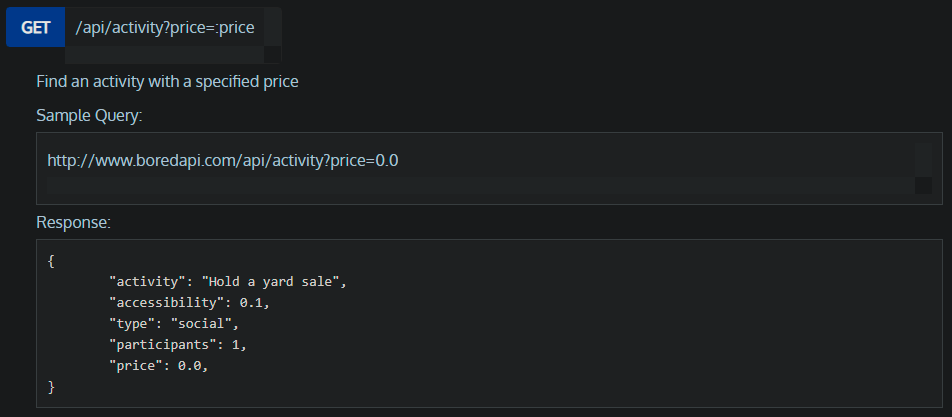 GET /api/activity?price=:price
Find an activity with a specified price
Sample Query:
http://www.boredapi.com/api/activity?price=0.0
Response:
{
"activity": "Hold a yard sale",
"accessibility": 0.1,
"type": "social",
"participants": 1,
"price": 0.0,
}